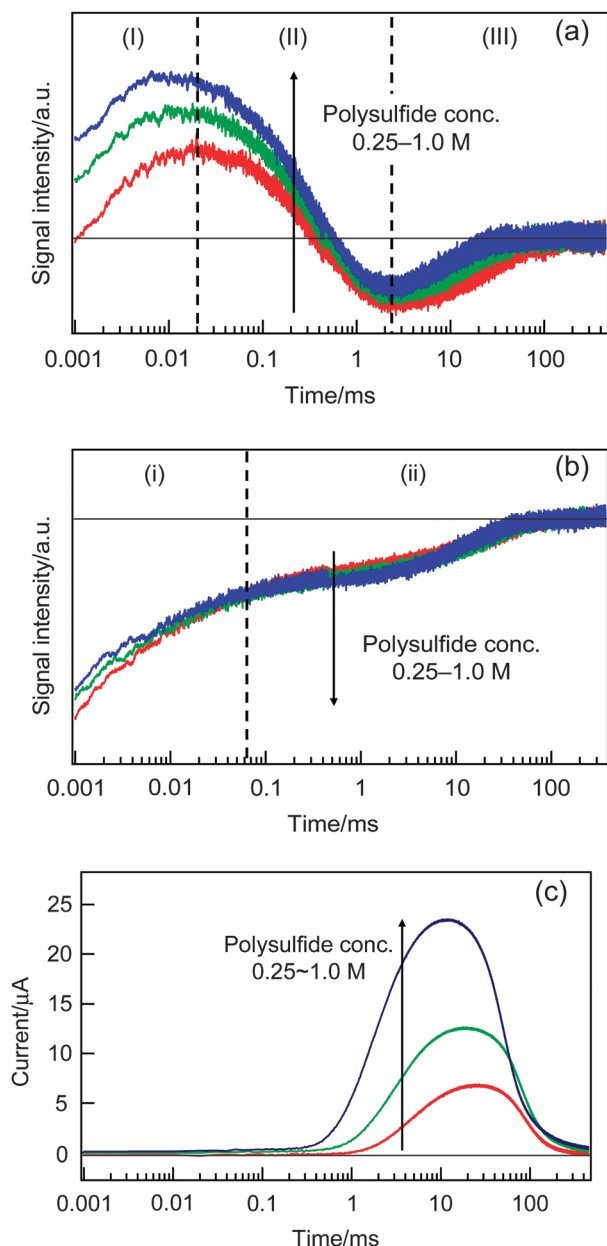 (I) (II) (III) (a)
Signal intensity/a.u.
Polysulfide conc.
0.25–1.0 M
0.001 0.01 0.1 1 10 100
Time/ms
(i) (ii) (b)
Signal intensity/a.u.
Polysulfide conc.
0.25–1.0 M
0.001 0.01 0.1 1 10 100
Time/ms
(c)
Current/μA
25
20
15
10
5
0
Polysulfide conc.
0.25~1.0 M
0.001 0.01 0.1 1 10 100
Time/ms